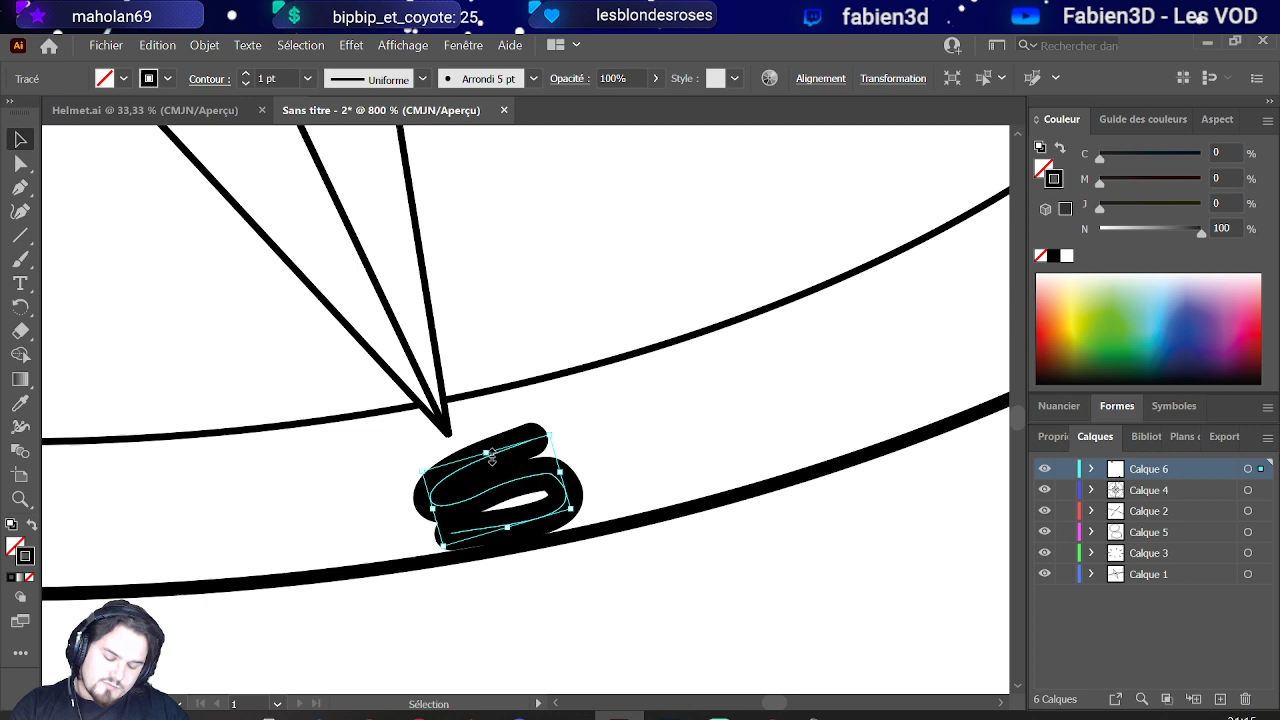 maholan69
bipbip_et_coyote: 25
lesblondesroses
fabien3d
Fabien3D - Les VOD
Ai
Fichier Edition Objet Texte Sélection Effet Affichage Fenêtre Aide
Rechercher dan
Tracé
Contour : 1 pt
Uniforme
Arrondi 5 pt
Opacité : 100%
Style :
Alignement
Transformation
Helmet.ai @ 33,33 % (CMJN/Aperçu)
Sans titre - 2* @ 800 % (CMJN/Aperçu)
Couleur Guide des couleurs Aspect
C 0 %
M 0 %
J 0 %
N 100 %
Nuancier Formes Symboles
Propri Calques Bibliot Plans d Export
Calque 6
Calque 4
Calque 2
Calque 5
Calque 3
Calque 1
6 Calques
1
Sélection